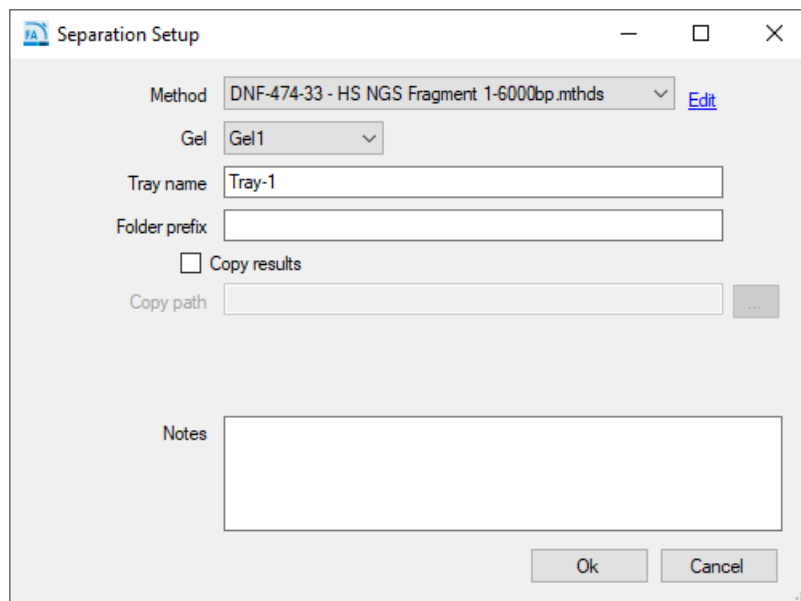 FA Separation Setup
Method DNF-474-33 - HS NGS Fragment 1-6000bp.mthds Edit
Gel Gel1
Tray name Tray-1
Folder prefix
Copy results
Copy path ...
Notes
Ok Cancel